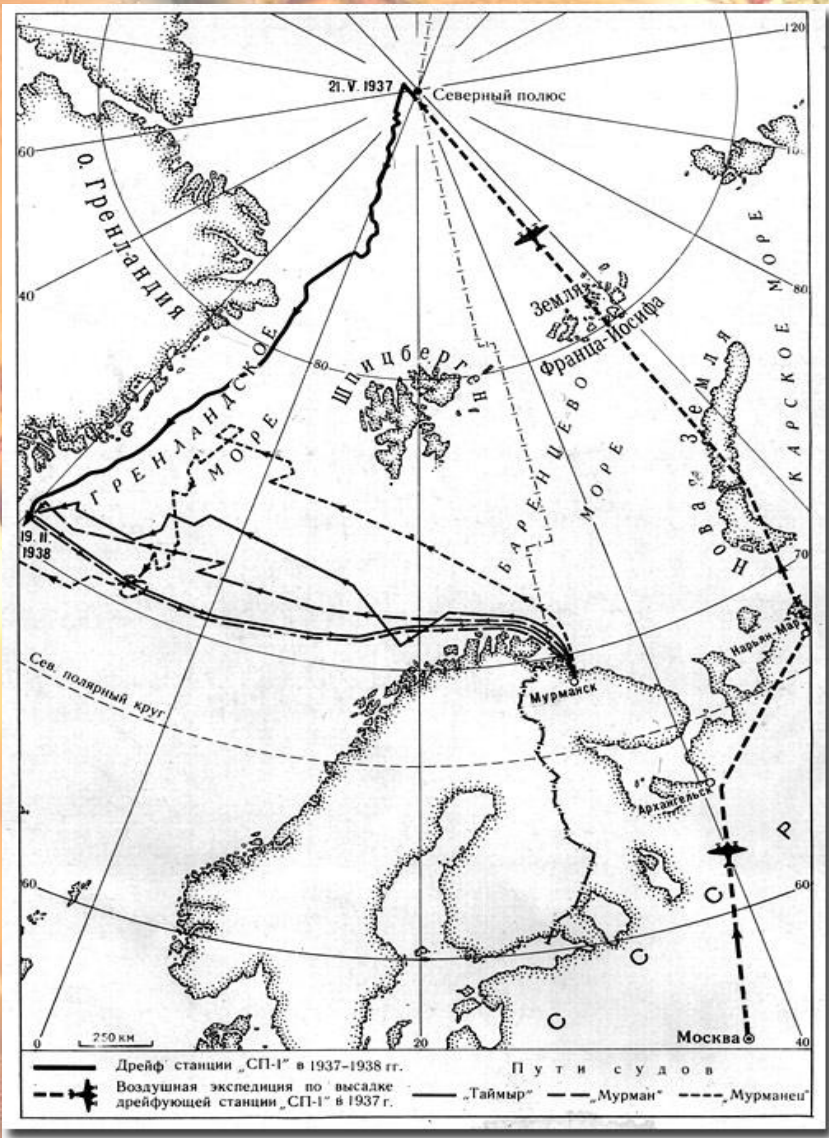 120
21.V.1937
Северный полюс
60
100
о. Гренландия
КАРСКОЕ МОРЕ
40
80
Земля
Франца-Иосифа
80
Шпицберген
Новая Земля
ГРЕНЛАНДСКОЕ
МОРЕ
БАРЕНЦЕВО
МОРЕ
19.II.
1938
70
Нарьян-Мар
Сев. полярный круг
Мурманск
Архангельск
60
60
С С С Р
0
250 км
20
Москва
40
Дрейф станции „СП-1" в 1937-1938 гг.
Воздушная экспедиция по высадке
дрейфующей станции „СП-1" в 1937 г.
Пути судов
„Таймыр" „Мурман" „Мурманец"